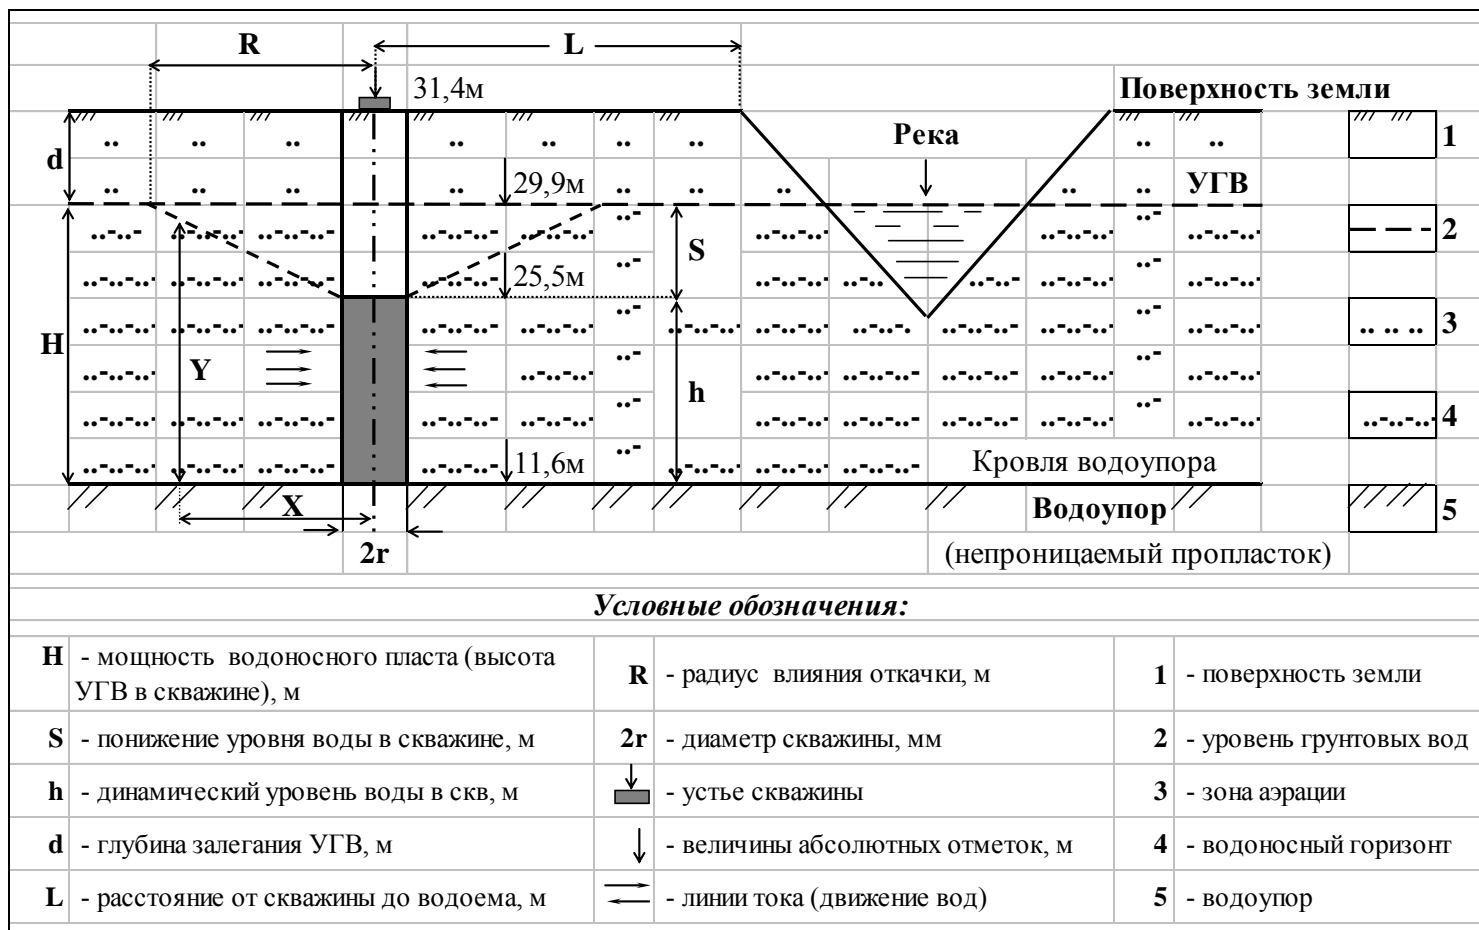 R
L
31,4м
Поверхность земли
1
Река
d
29,9м
УГВ
2
S
25,5м
H
3
Y
h
4
11,6м
Кровля водоупора
X
Водоупор
5
2r
(непроницаемый пропласток)
Условные обозначения:
H - мощность водоносного пласта (высота
УГВ в скважине), м
R - радиус влияния откачки, м
1 - поверхность земли
S - понижение уровня воды в скважине, м
2r - диаметр скважины, мм
2 - уровень грунтовых вод
h - динамический уровень воды в скв, м
- устье скважины
3 - зона аэрации
d - глубина залегания УГВ, м
- величины абсолютных отметок, м
4 - водоносный горизонт
L - расстояние от скважины до водоема, м
- линии тока (движение вод)
5 - водоупор